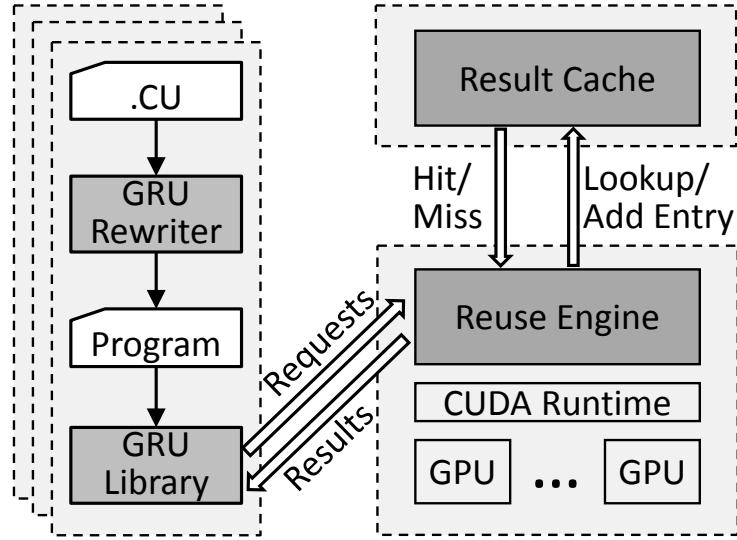 .CU
GRU
Rewriter
Program
GRU
Library
Requests
Results
Result Cache
Hit/
Miss
Lookup/
Add Entry
Reuse Engine
CUDA Runtime
GPU ... GPU